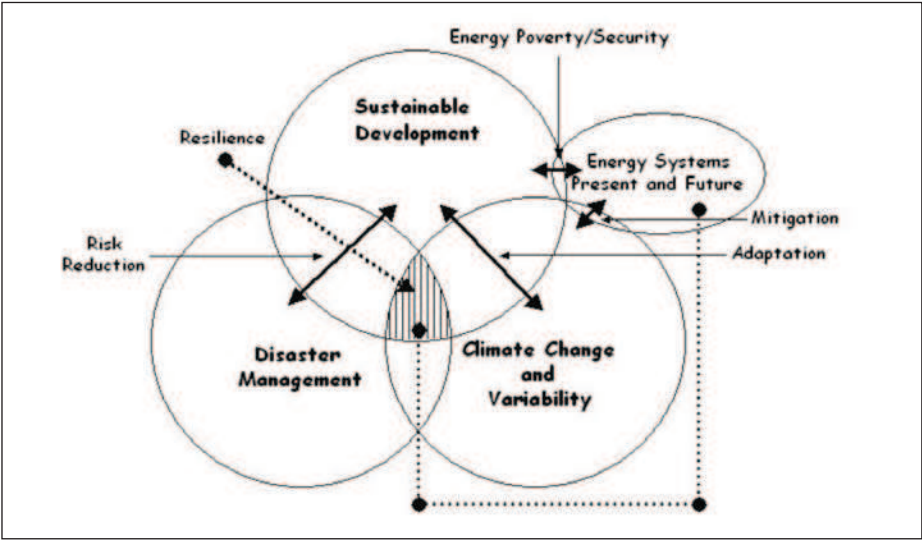 Energy Poverty/Security
Sustainable
Development
Resilience
Energy Systems
Present and Future
Mitigation
Risk
Reduction
Adaptation
Disaster
Management
Climate Change
and
Variability